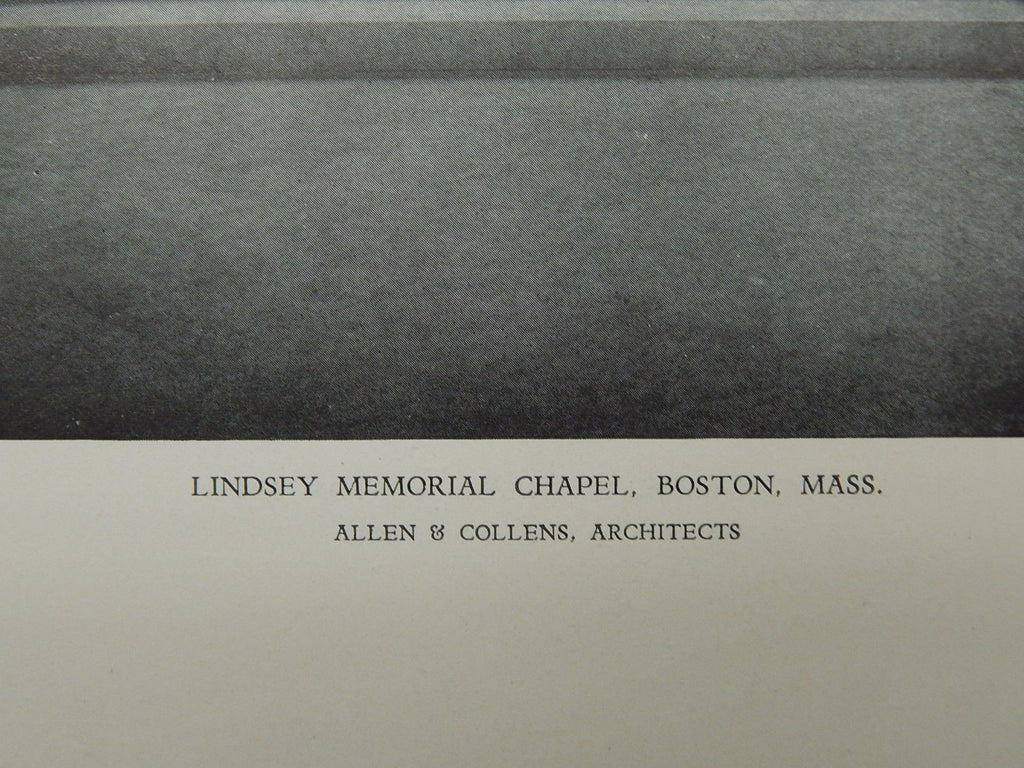 LINDSEY MEMORIAL CHAPEL, BOSTON, MASS.
ALLEN & COLLENS, ARCHITECTS